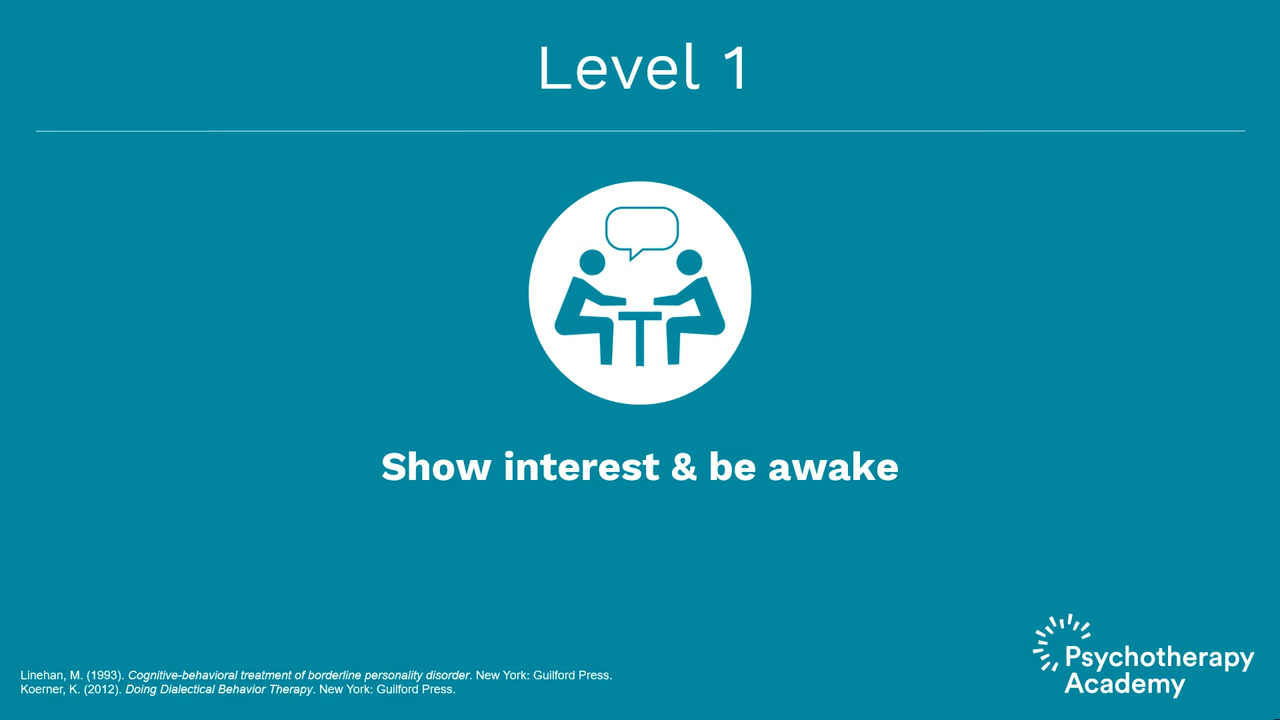 Level 1
Show interest & be awake
Linehan, M. (1993). Cognitive-behavioral treatment of borderline personality disorder. New York: Guilford Press.
Koerner, K. (2012). Doing Dialectical Behavior Therapy. New York: Guilford Press.
Psychotherapy
Academy